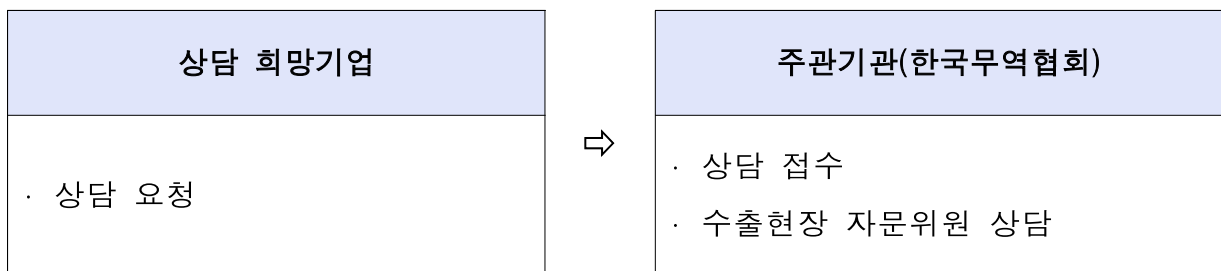 상담 희망기업
· 상담 요청
⇨
주관기관(한국무역협회)
· 상담 접수
· 수출현장 자문위원 상담